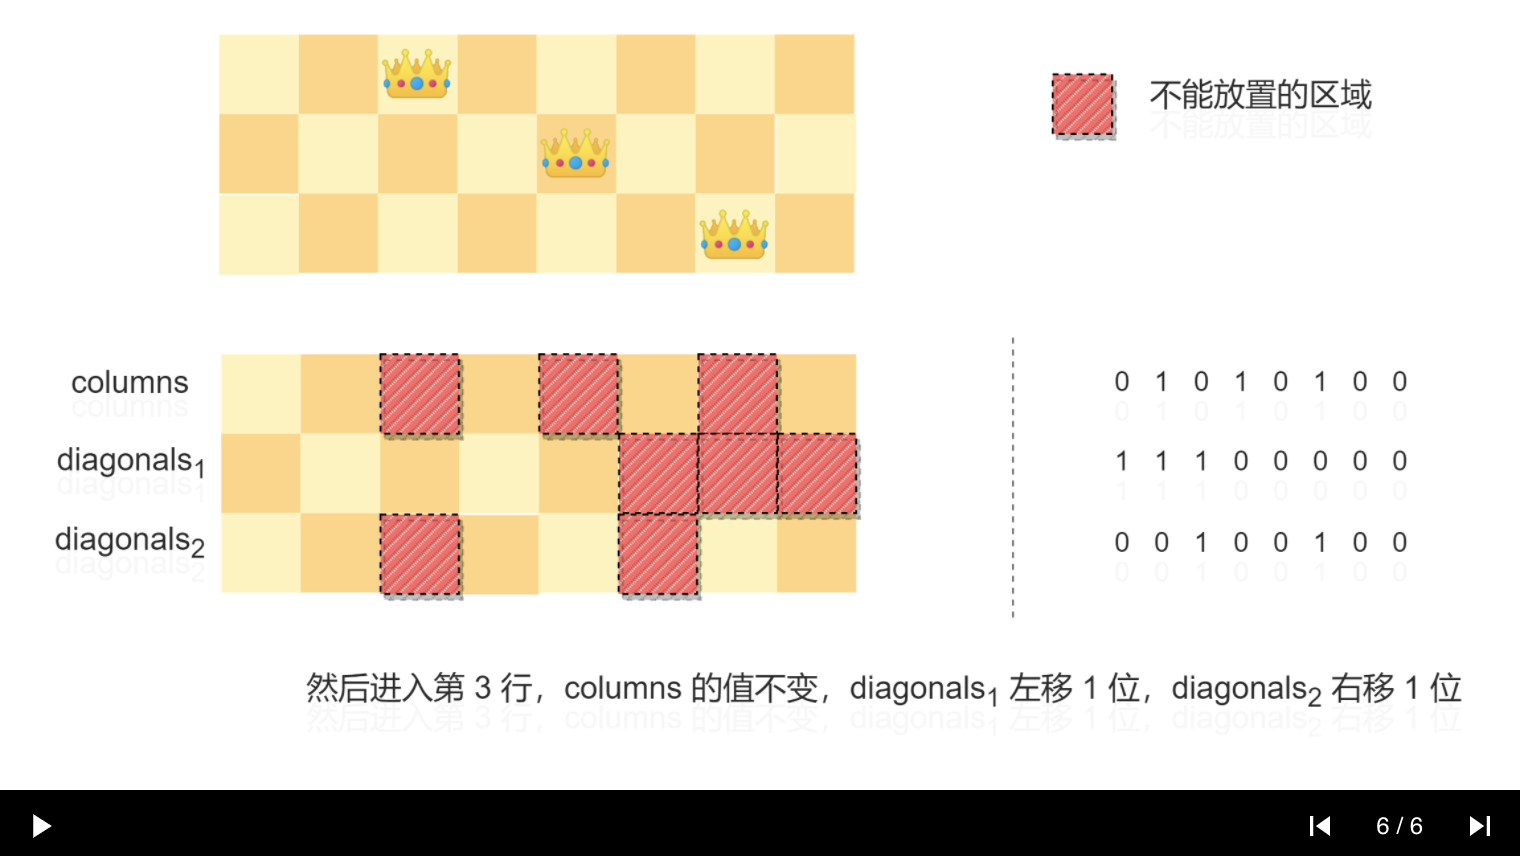 不能放置的区域
columns
0 1 0 1 0 1 0 0
diagonals₁
1 1 1 0 0 0 0 0
diagonals₂
0 0 1 0 0 1 0 0
然后进入第 3 行，columns 的值不变，diagonals₁ 左移 1 位，diagonals₂ 右移 1 位
6 / 6